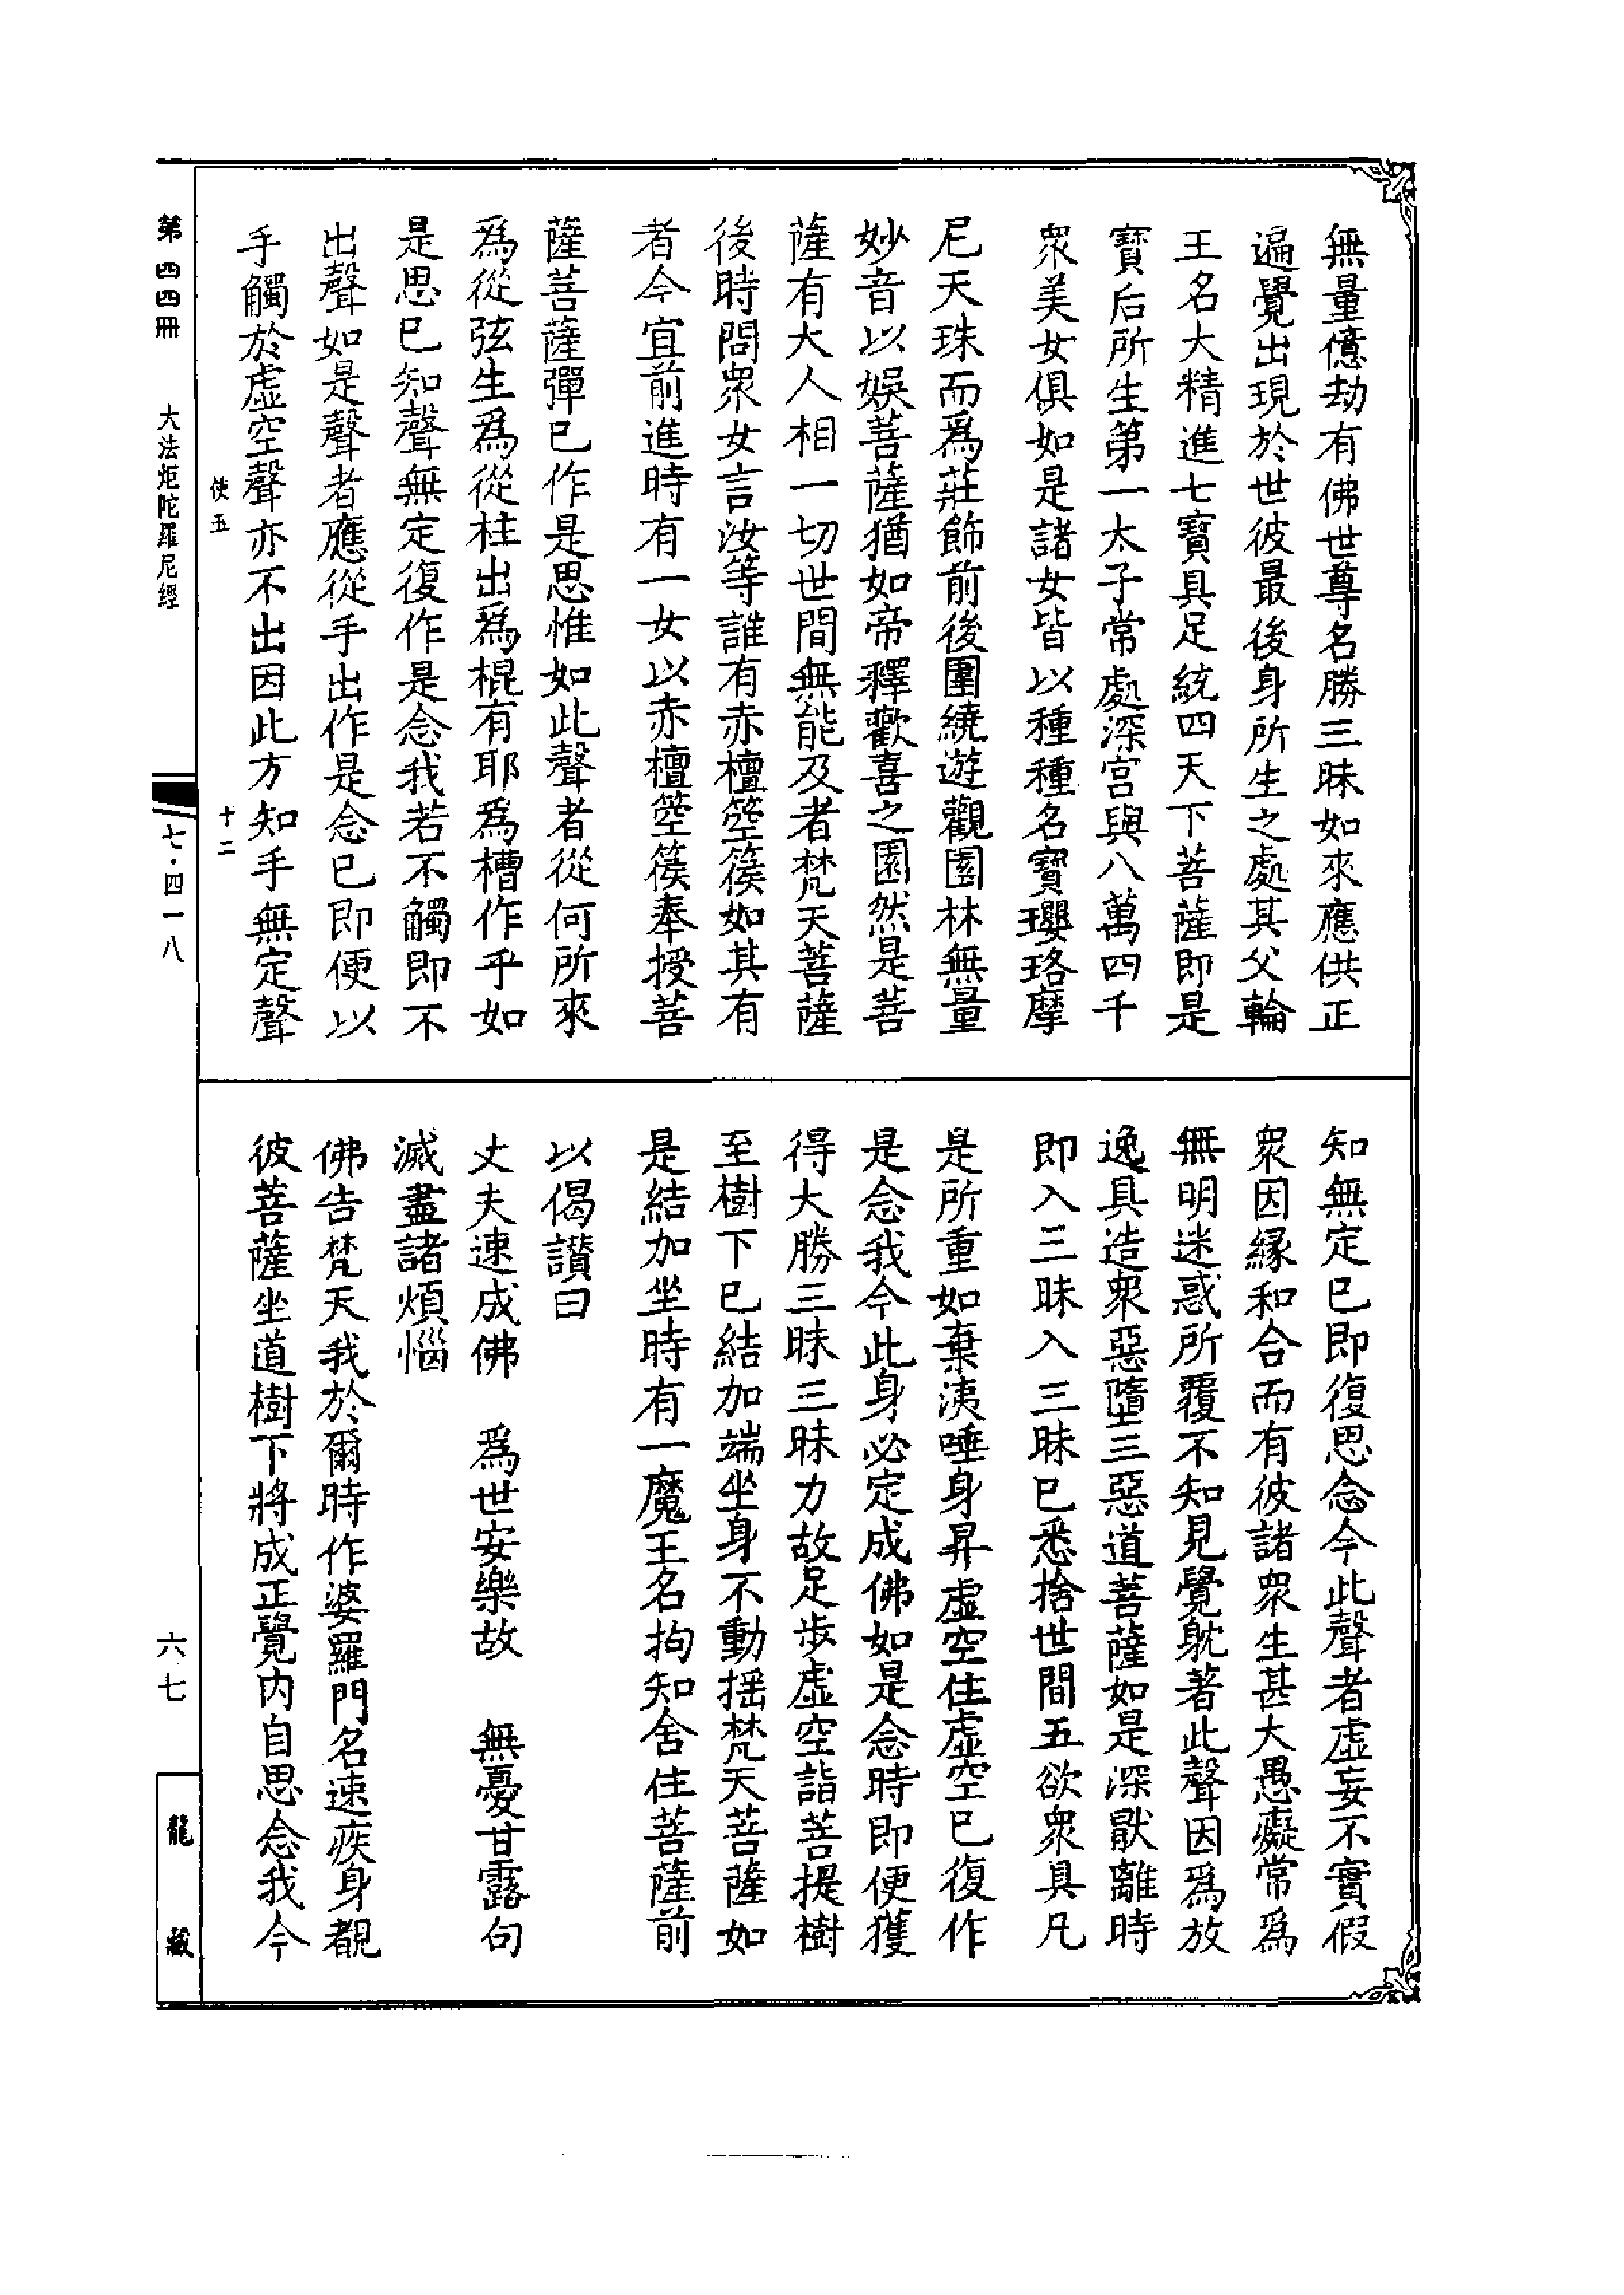 無量億劫有佛世尊名勝三昧如來應供正
遍覺出現於世彼最後身所生之處其父輪
王名大精進七寶具足統四天下菩薩即是
寶后所生第一太子常處深宮與八萬四千
眾美女俱如是諸女皆以種種名寶瓔珞摩
尼天珠而為莊飾前後圍繞遊觀園林無量
妙音以娛菩薩猶如帝釋歡喜之園然是菩
薩有大人相一切世間無能及者梵天菩薩
後時問眾女言汝等誰有赤檀箜篌如其有
者今宜前進時有一女以赤檀箜篌奉授菩
薩菩薩彈已作是思惟如此聲者從何所來
為從弦生為從柱出為棍有耶為槽作乎如
是思已知聲無定復作是念我若不觸即不
出聲如是聲者應從手出作是念已即便以
手觸於虛空聲亦不出因此方知手無定聲
知無定已即復思念今此聲者虛妄不實假
眾因緣和合而有彼諸眾生甚大愚癡常為
無明迷惑所覆不知見覺躭著此聲因為放
逸具造眾惡墮三惡道菩薩如是深猒離時
即入三昧入三昧已悉捨世間五欲眾具凡
是所重如棄洟唾身昇虛空住虛空已復作
是念我今此身必定成佛如是念時即便獲
得大勝三昧三昧力故足步虛空詣菩提樹
至樹下已結加端坐身不動搖梵天菩薩如
是結加坐時有一魔王名拘知舍住菩薩前
以偈讚曰
丈夫速成佛　為世安樂故　無憂甘露句
滅盡諸煩惱
佛告梵天我於爾時作婆羅門名速疾身覩
彼菩薩坐道樹下將成正覺內自思念我今
使五
十二
第四四冊
大法炬陀羅尼經
七·四一八
六七
龍藏